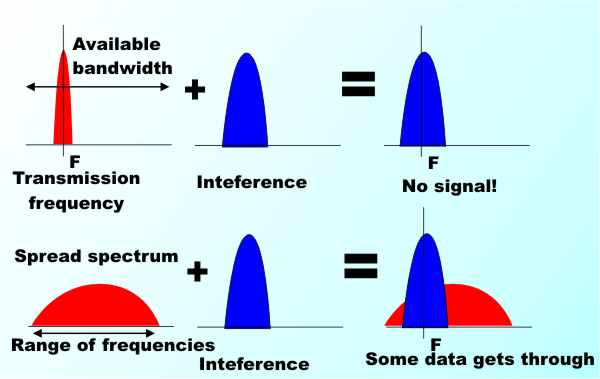 Available
bandwidth
+
=
F
Transmission
frequency
Inteference
F
No signal!
Spread spectrum
+
=
Range of frequencies
Inteference
F
Some data gets through